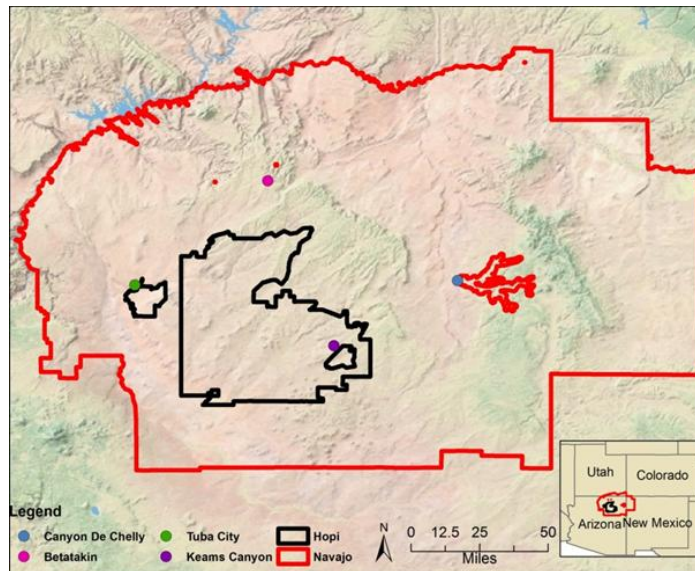 Utah
Colorado
Arizona
New Mexico
Legend
Canyon De Chelly
Tuba City
Hopi
Betatakin
Keams Canyon
Navajo
N
0 12.5 25 50
Miles